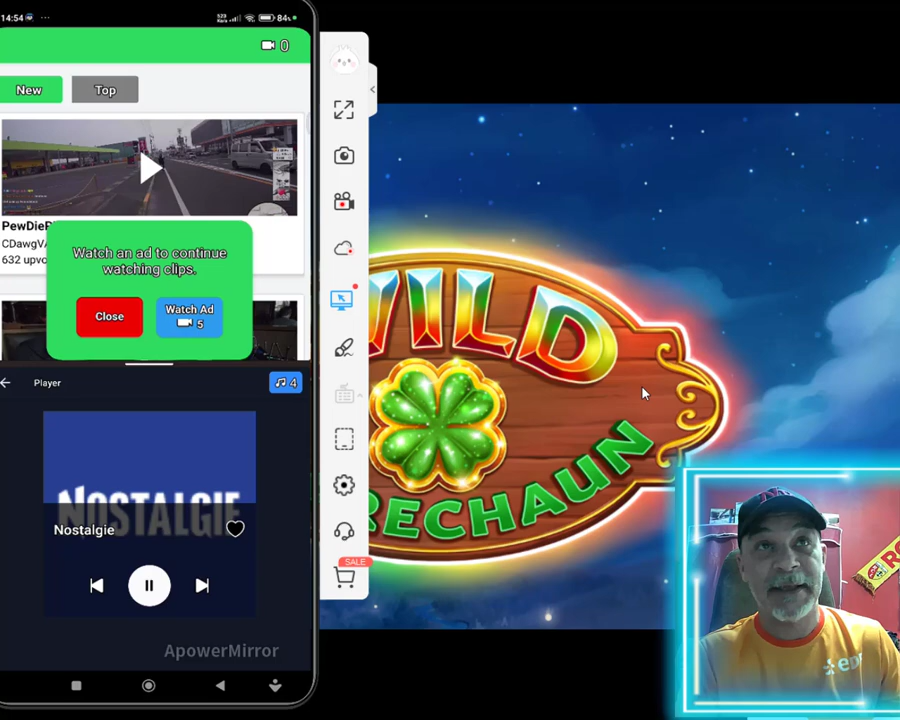 14:54
84%
0
New
Top
PewDieP
CDawgVA
632 upvo
Watch an ad to continue
watching clips.
Close
Watch Ad
5
Player
4
NOSTALGIE
Nostalgie
ApowerMirror
SALE
WILD
RECHAUN